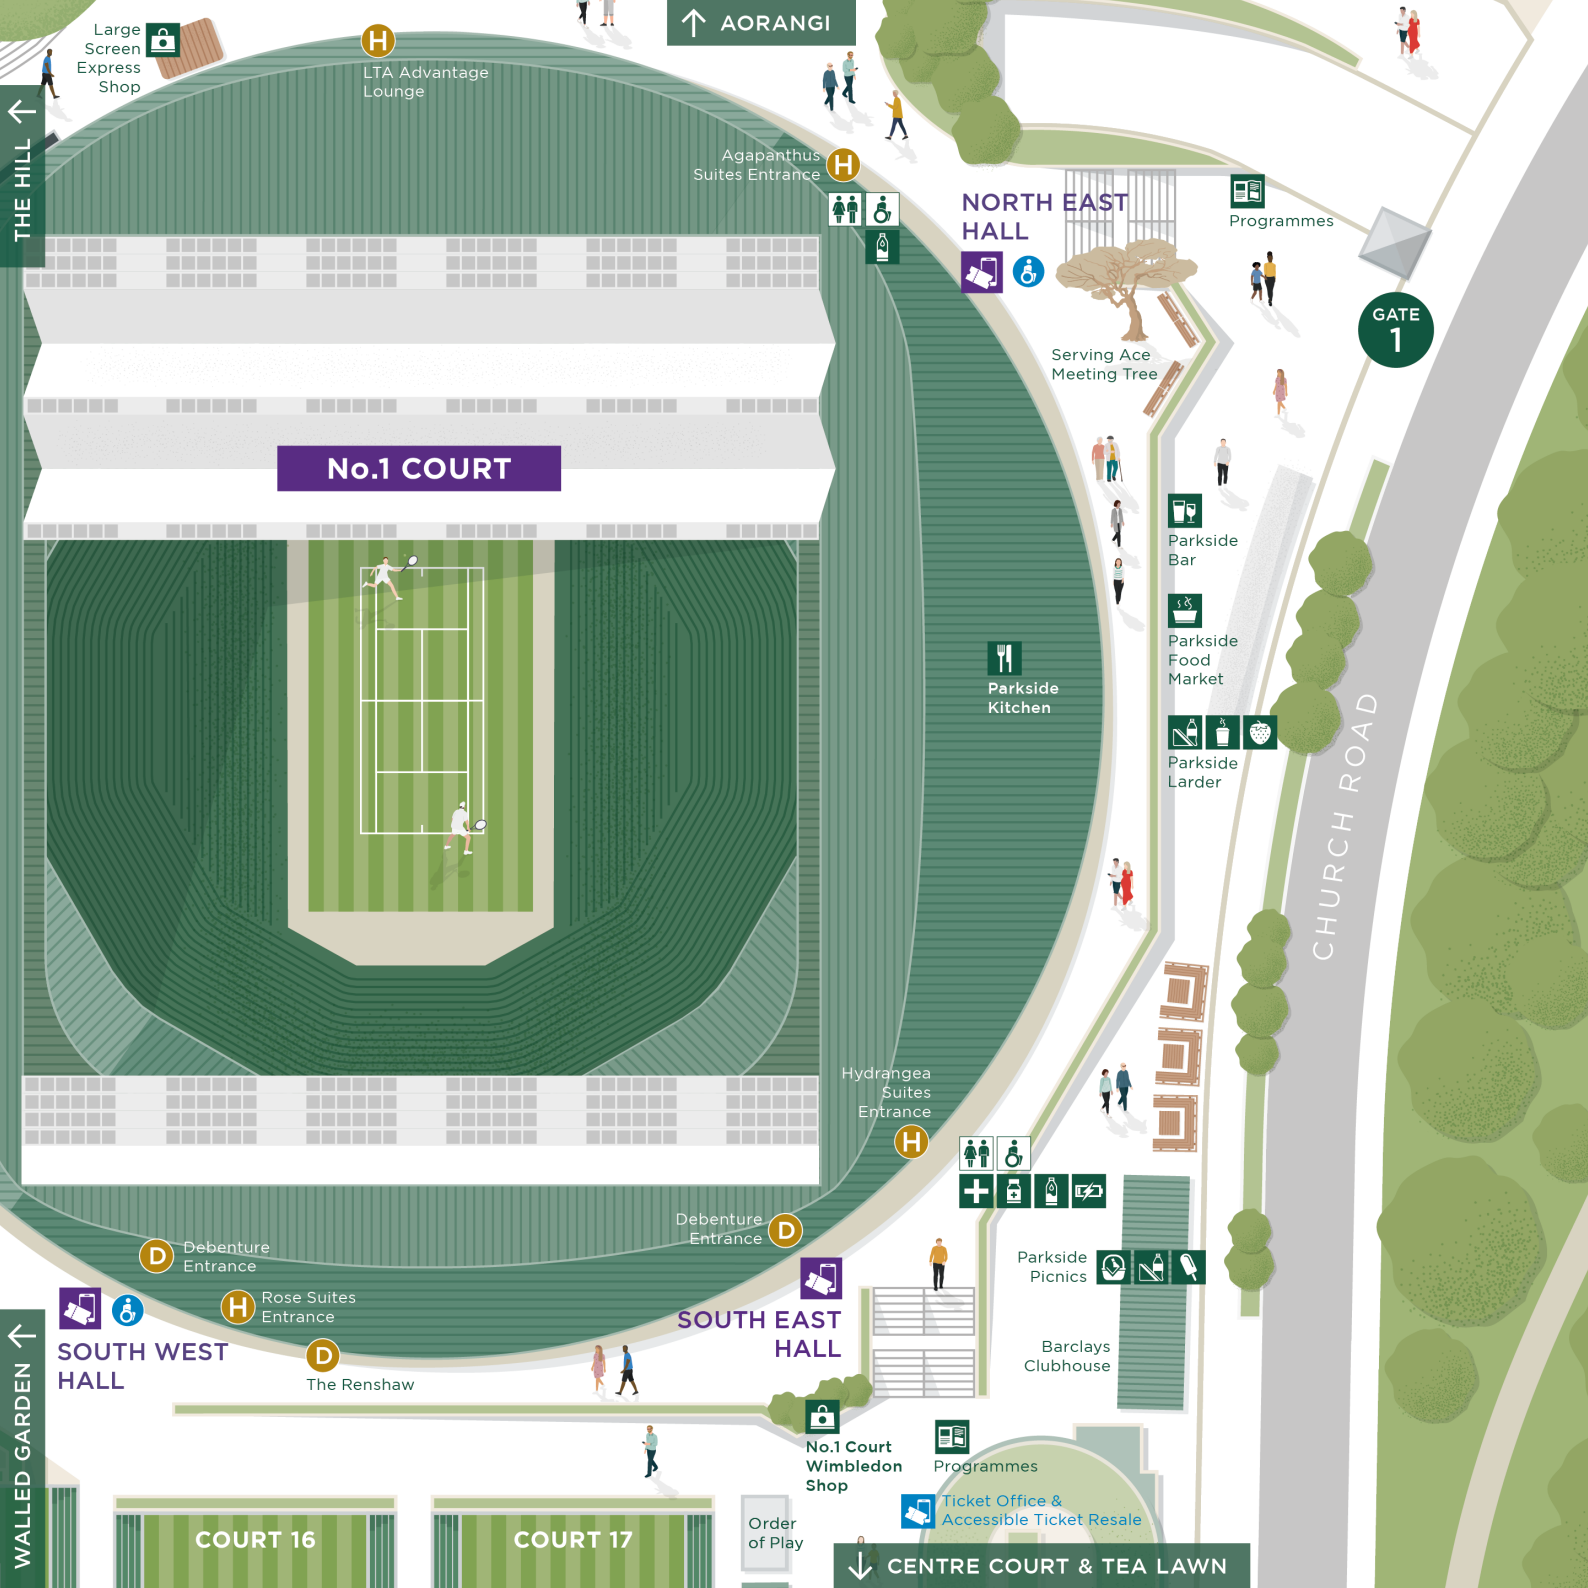 AORANGI
Large
Screen
Express
Shop
H
LTA Advantage
Lounge
THE HILL
Agapanthus
Suites Entrance
H
NORTH EAST
HALL
Programmes
GATE
1
Serving Ace
Meeting Tree
No.1 COURT
Parkside
Bar
Parkside
Food
Market
Parkside
Kitchen
Parkside
Larder
CHURCH ROAD
Hydrangea
Suites
Entrance
H
Debenture
Entrance
D
D
Debenture
Entrance
H
Rose Suites
Entrance
SOUTH WEST
HALL
D
The Renshaw
SOUTH EAST
HALL
Parkside
Picnics
Barclays
Clubhouse
WALLED GARDEN
No.1 Court
Wimbledon
Shop
Programmes
Ticket Office &
Accessible Ticket Resale
COURT 16
COURT 17
Order
of Play
CENTRE COURT & TEA LAWN